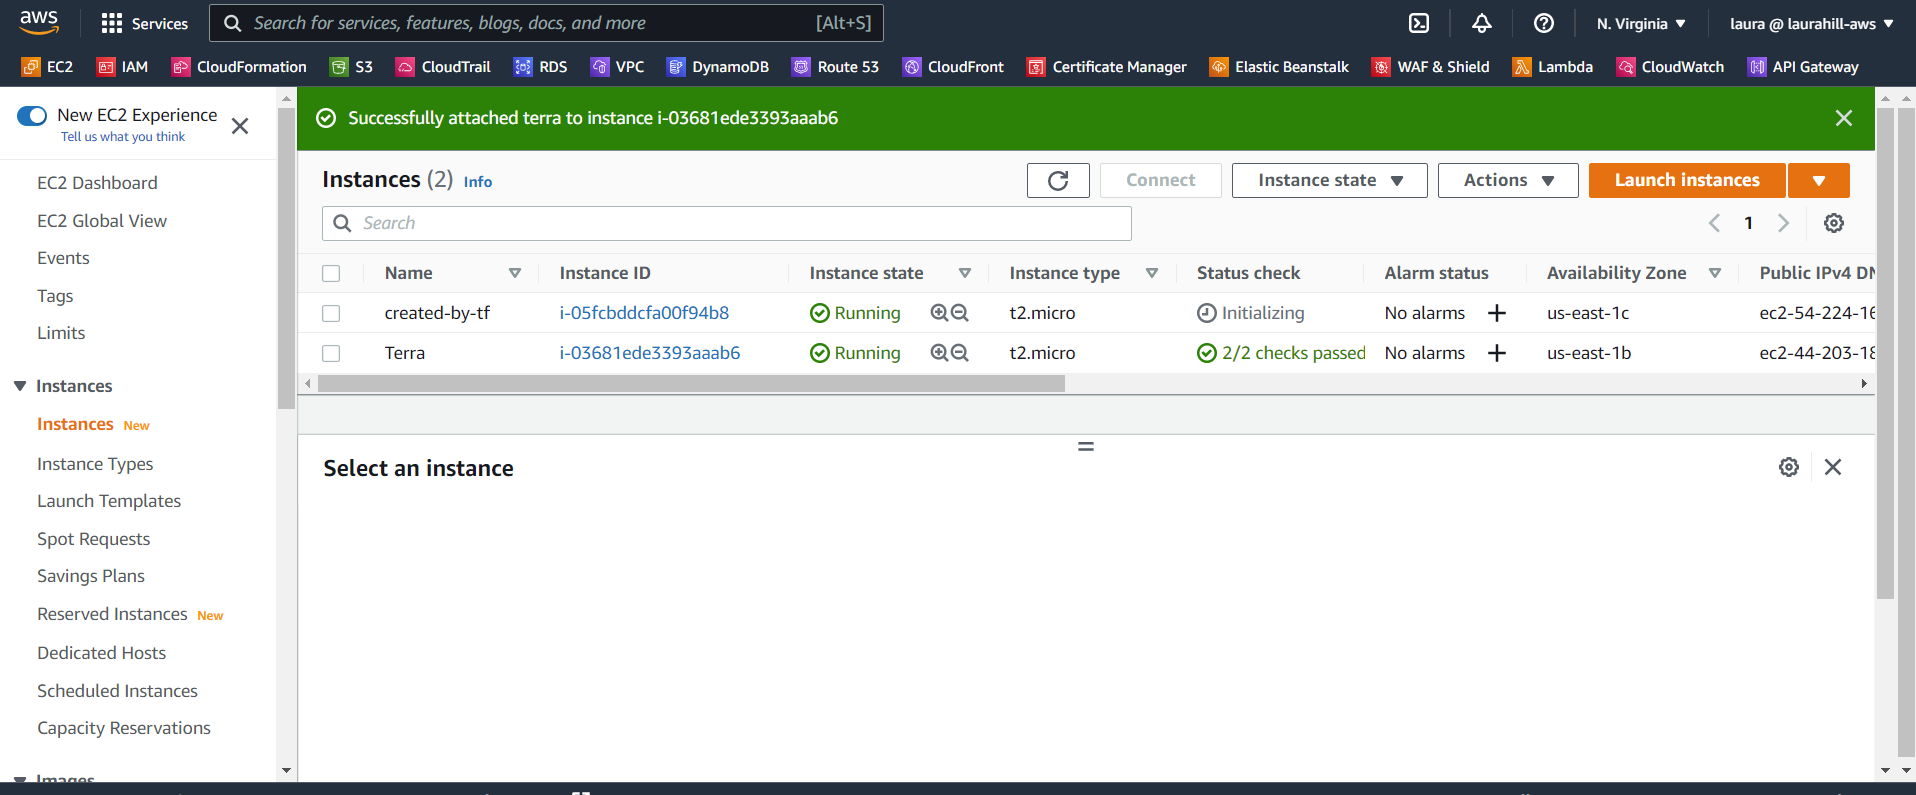 aws Services Search for services, features, blogs, docs, and more [Alt+S] N. Virginia laura @ laurahill-aws
EC2 IAM CloudFormation S3 CloudTrail RDS VPC DynamoDB Route 53 CloudFront Certificate Manager Elastic Beanstalk WAF & Shield Lambda CloudWatch API Gateway
New EC2 Experience
Tell us what you think
EC2 Dashboard
EC2 Global View
Events
Tags
Limits
Instances
Instances New
Instance Types
Launch Templates
Spot Requests
Savings Plans
Reserved Instances New
Dedicated Hosts
Scheduled Instances
Capacity Reservations
Images
Successfully attached terra to instance i-03681ede3393aaab6
Instances (2) Info Connect Instance state Actions Launch instances
Search 1
Name Instance ID Instance state Instance type Status check Alarm status Availability Zone Public IPv4 DN
created-by-tf i-05fcbddcfa00f94b8 Running t2.micro Initializing No alarms us-east-1c ec2-54-224-16
Terra i-03681ede3393aaab6 Running t2.micro 2/2 checks passed No alarms us-east-1b ec2-44-203-18
Select an instance